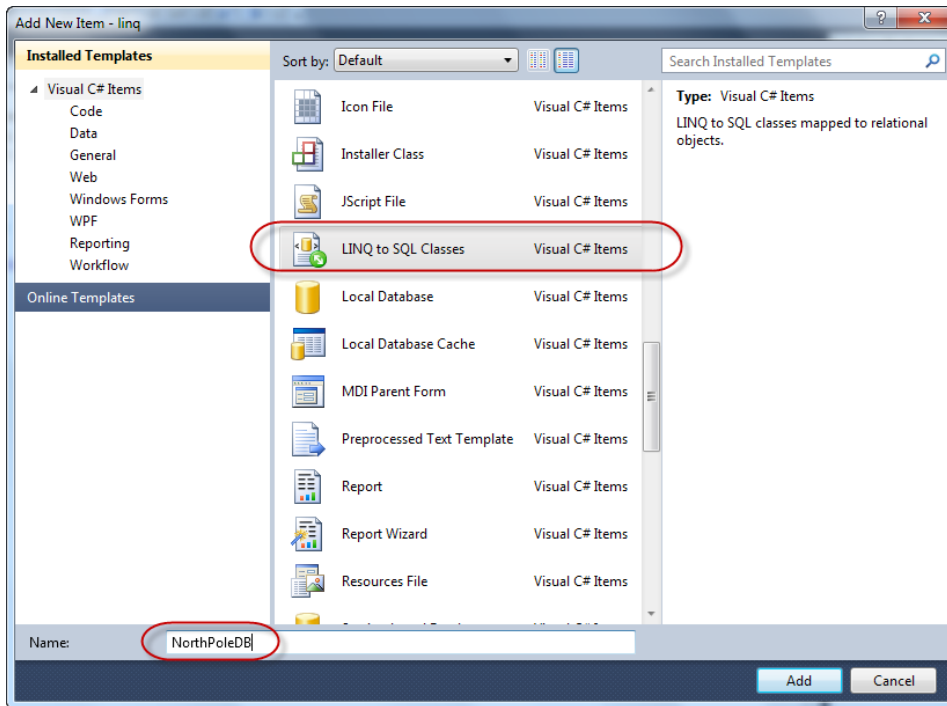 Add New Item - linq
Installed Templates
Visual C# Items
Code
Data
General
Web
Windows Forms
WPF
Reporting
Workflow
Online Templates
Sort by: Default
Icon File Visual C# Items
Installer Class Visual C# Items
JScript File Visual C# Items
LINQ to SQL Classes Visual C# Items
Local Database Visual C# Items
Local Database Cache Visual C# Items
MDI Parent Form Visual C# Items
Preprocessed Text Template Visual C# Items
Report Visual C# Items
Report Wizard Visual C# Items
Resources File Visual C# Items
Search Installed Templates
Type: Visual C# Items
LINQ to SQL classes mapped to relational
objects.
Name: NorthPoleDB
Add Cancel